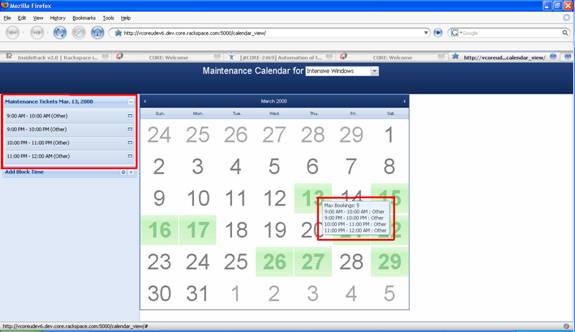 Mozilla Firefox
File Edit View History Bookmarks Tools Help
http://vcoreudev6.dev.core.rackspace.com:5000/calendar_view/
Google
InsideRack v2.0 | Rackspace i... CORE: Welcome [#CORE-2469] Automation of I... CORE: Welcome http://vcoreud...calendar_view/
Maintenance Calendar for Intensive Windows
Maintenance Tickets Mar. 13, 2008
9:00 AM - 10:00 AM (Other)
9:00 PM - 10:00 PM (Other)
10:00 PM - 11:00 PM (Other)
11:00 PM - 12:00 AM (Other)
Add Block Time
March 2008
Sun. Mon. Tue. Wed. Thu. Fri. Sat.
24 25 26 27 28 29 1
2 3 4 5 6 7 8
9 10 11 12 13 14 15
Max Bookings: 5
9:00 AM - 10:00 AM : Other
9:00 PM - 10:00 PM : Other
10:00 PM - 11:00 PM : Other
11:00 PM - 12:00 AM : Other
16 17 18 19 20 21 22
23 24 25 26 27 28 29
30 31 1 2 3 4 5
http://vcoreudev6.dev.core.rackspace.com:5000/calendar_view/#